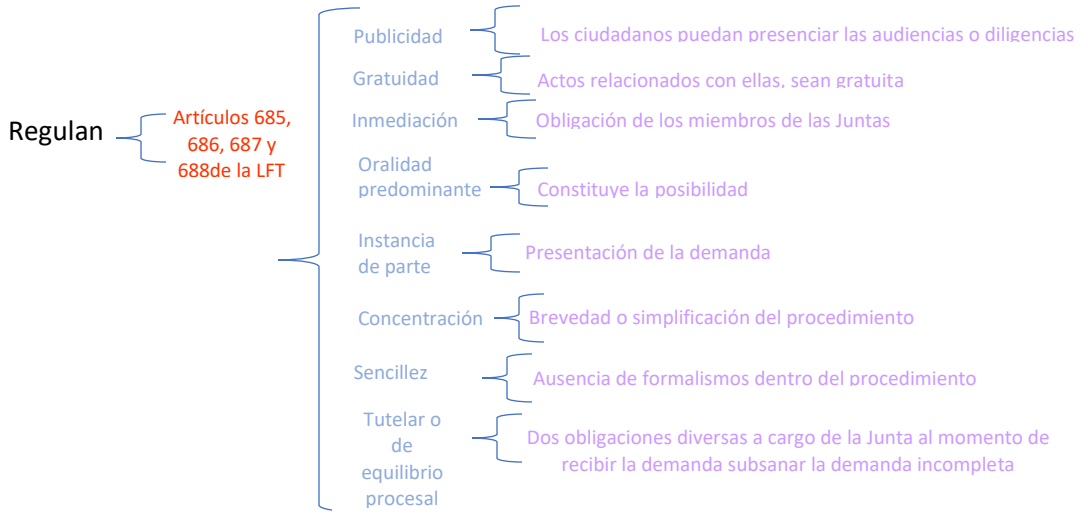 Regulan
Artículos 685,
686, 687 y
688de la LFT
Publicidad
Los ciudadanos puedan presenciar las audiencias o diligencias
Gratuidad
Actos relacionados con ellas, sean gratuita
Inmediación
Obligación de los miembros de las Juntas
Oralidad
predominante
Constituye la posibilidad
Instancia
de parte
Presentación de la demanda
Concentración
Brevedad o simplificación del procedimiento
Sencillez
Ausencia de formalismos dentro del procedimiento
Tutelar o
de
equilibrio
procesal
Dos obligaciones diversas a cargo de la Junta al momento de
recibir la demanda subsanar la demanda incompleta